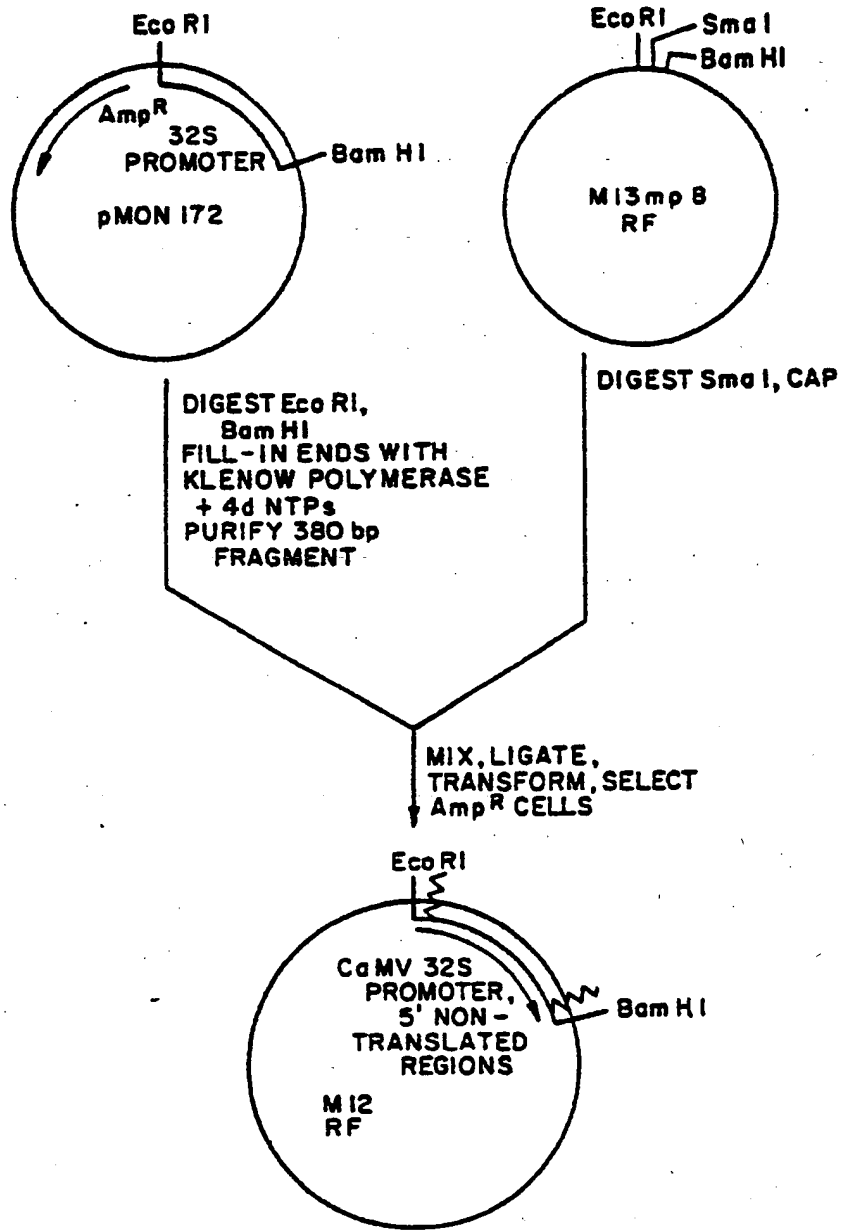 Eco RI
Amp R
32S
PROMOTER
Bam HI
pMON 172
Eco RI
Sma I
Bam HI
M13mp 8
RF
DIGEST Eco RI,
Bam HI
FILL-IN ENDS WITH
KLENOW POLYMERASE
+ 4d NTPs
PURIFY 380 bp
FRAGMENT
DIGEST Sma I, CAP
MIX, LIGATE,
TRANSFORM, SELECT
Amp R CELLS
Eco RI
CaMV 32S
PROMOTER,
5' NON-
TRANSLATED
REGIONS
Bam HI
M12
RF